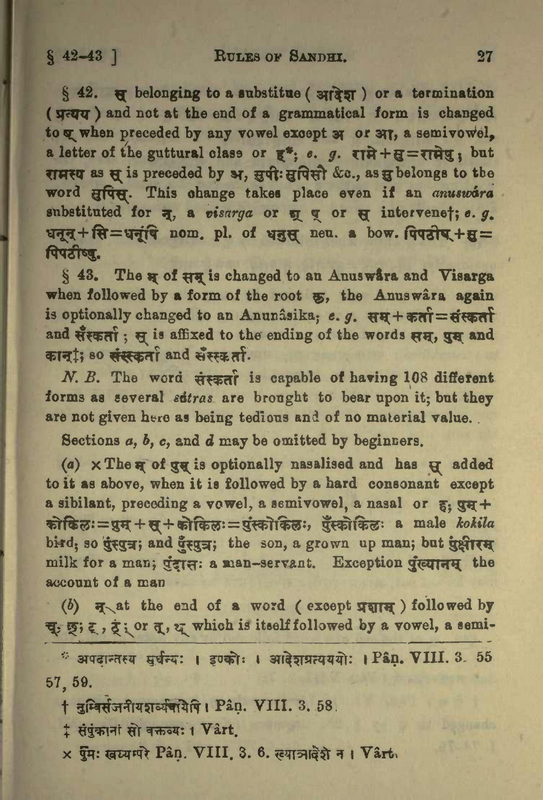 § 42-43 ] RULES OF SANDHI. 27
§ 42. स् belonging to a substitue ( आदेश ) or a termination
( प्रत्यय ) and not at the end of a grammatical form is changed
to ष् when preceded by any vowel except अ or आ, a semivowel,
a letter of the guttural class or ह्*; e. g. रामे + सु = रामेषु; but
रामस्य as स् is preceded by अ, सुपीः सुपिसौ &c., as स् belongs to the
word सुपिस्. This change takes place even if an anuswára
substituted for न्, a visarga or श् ष् or स् intervene†; e. g.
धनून् + सि = धनूंषि nom. pl. of धनुस् neu. a bow. पिपठीष् + सु =
पिपठीष्षु.
§ 43. The म् of सम् is changed to an Anuswâra and Visarga
when followed by a form of the root कृ, the Anuswâra again
is optionally changed to an Anunâsika; e. g. सम् + कर्ता = संस्कर्ता
and सँस्कर्ता ; स् is affixed to the ending of the words सम्, पुम् and
कान्‡; so संस्स्कर्ता and सँस्स्कर्ता.
N. B. The word संस्कर्ता is capable of having 108 different
forms as several sútras are brought to bear upon it; but they
are not given here as being tedious and of no material value.
Sections a, b, c, and d may be omitted by beginners.
(a) × The म् of पुम् is optionally nasalised and has स् added
to it as above, when it is followed by a hard consonant except
a sibilant, preceding a vowel, a semivowel, a nasal or ह्; पुम् +
कोकिलः = पुम् + स् + कोकिलः = पुंस्कोकिलः, पुँस्कोकिलः a male kokila
bird; so पुंस्पुत्रः and पुँस्पुत्रः the son, a grown up man; but पुंक्षीरम्
milk for a man; पुंदासः a man-servant. Exception पुंख्यानम् the
account of a man
(b) न् at the end of a word ( except प्रशाम् ) followed by
च्, छ्; ट्, ठ्; or त्, थ् which is itself followed by a vowel, a semi-
* अपदान्तस्य मूर्धन्यः । इण्कोः । आदेशप्रत्यययोः । Pâṇ. VIII. 3. 55
57, 59.
† नुम्विसर्जनीयशर्व्यवायेपि । Pâṇ. VIII. 3. 58.
‡ संपुंकानां सो वक्तव्यः । Vârt.
× पुमः खय्यम्परे Pâṇ. VIII. 3. 6. ख्याञादेशे न । Vârt.